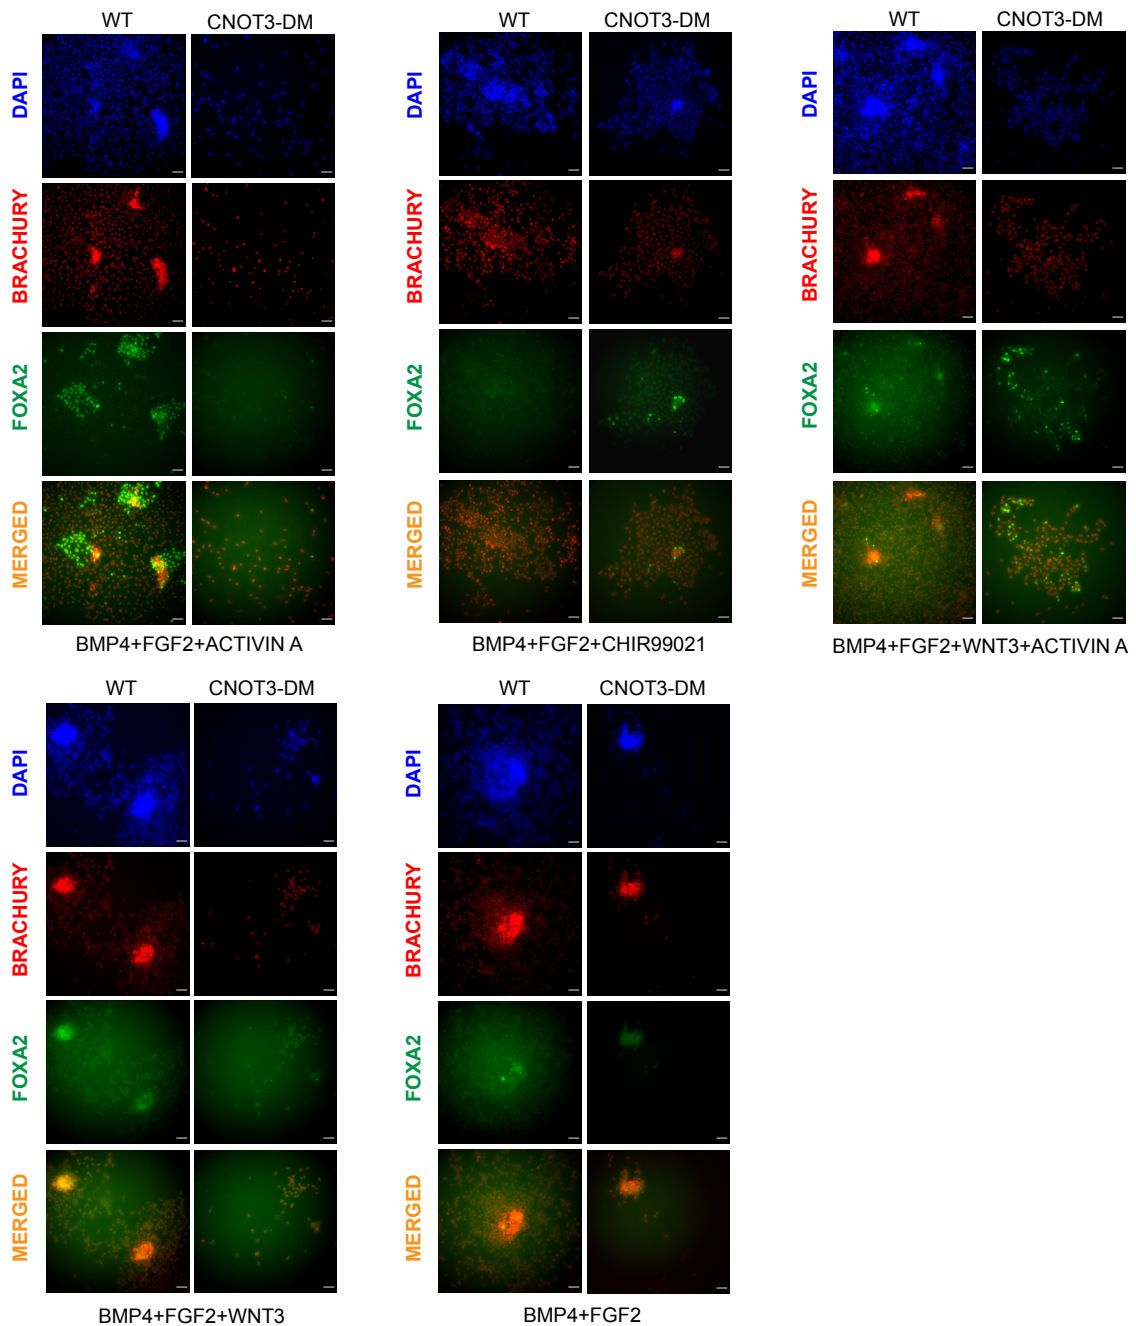 WT CNOT3-DM
DAPI
BRACHURY
FOXA2
MERGED
BMP4+FGF2+ACTIVIN A
WT CNOT3-DM
DAPI
BRACHURY
FOXA2
MERGED
BMP4+FGF2+CHIR99021
WT CNOT3-DM
DAPI
BRACHURY
FOXA2
MERGED
BMP4+FGF2+WNT3+ACTIVIN A
WT CNOT3-DM
DAPI
BRACHURY
FOXA2
MERGED
BMP4+FGF2+WNT3
WT CNOT3-DM
DAPI
BRACHURY
FOXA2
MERGED
BMP4+FGF2